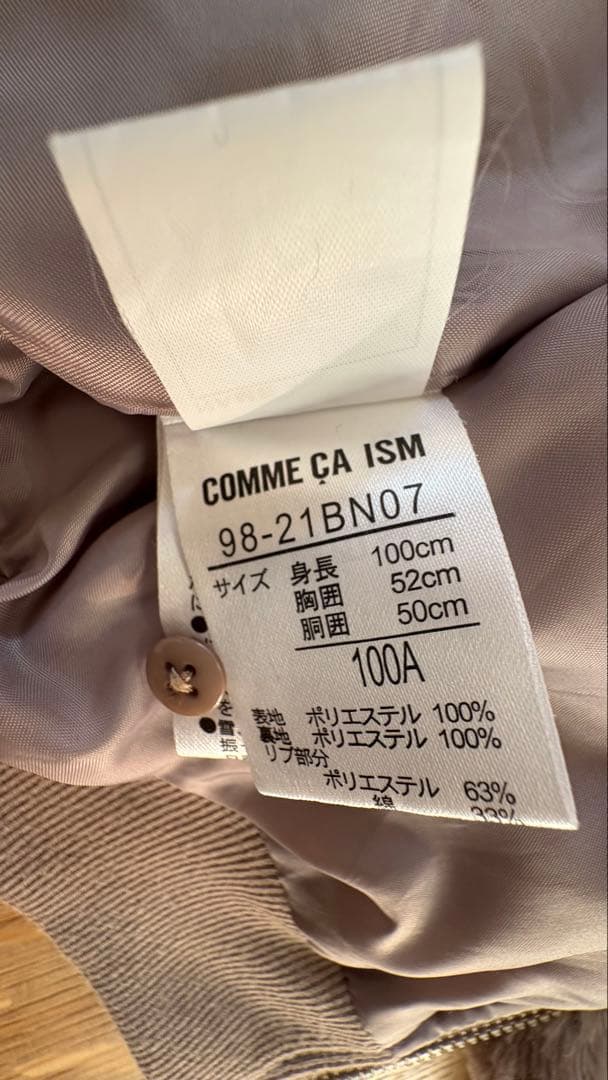 COMME ÇA ISM
98-21BN07
サイズ 身長 100cm
胸囲 52cm
胴囲 50cm
100A
表地 ポリエステル 100%
裏地 ポリエステル 100%
リブ部分
ポリエステル 63%
綿 33%